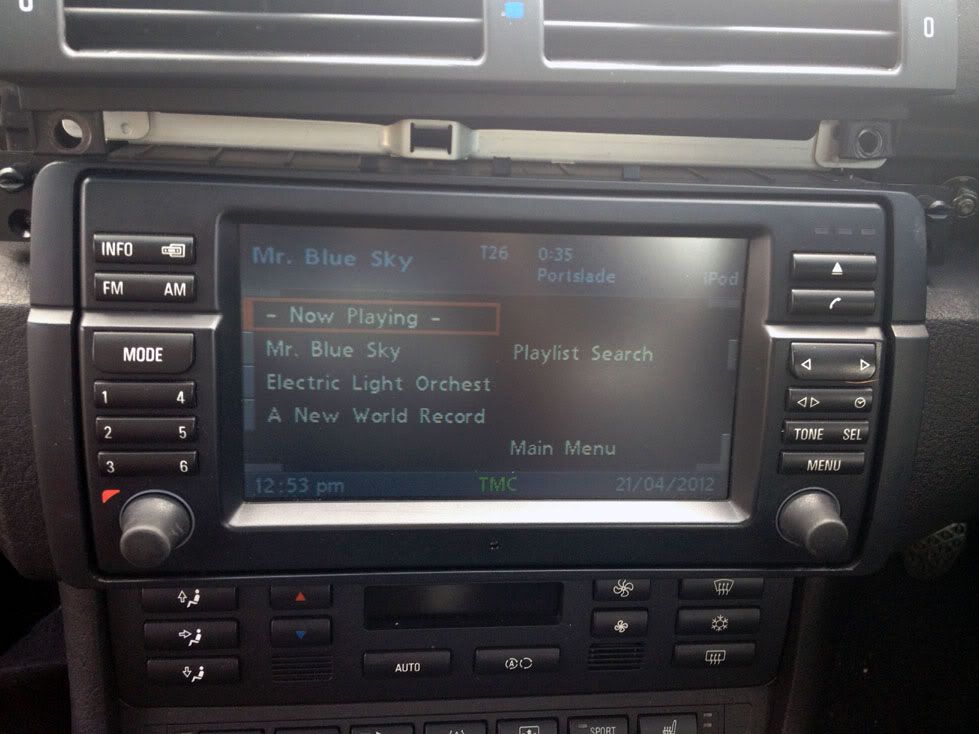 0
0
INFO
FM AM
MODE
1 4
2 5
3 6
Mr. Blue Sky T26 0:35
Portslade iPod
- Now Playing -
Mr. Blue Sky Playlist Search
Electric Light Orchest
A New World Record
Main Menu
12:53 pm TMC 21/04/2012
TONE SEL
MENU
AUTO
A
SPORT